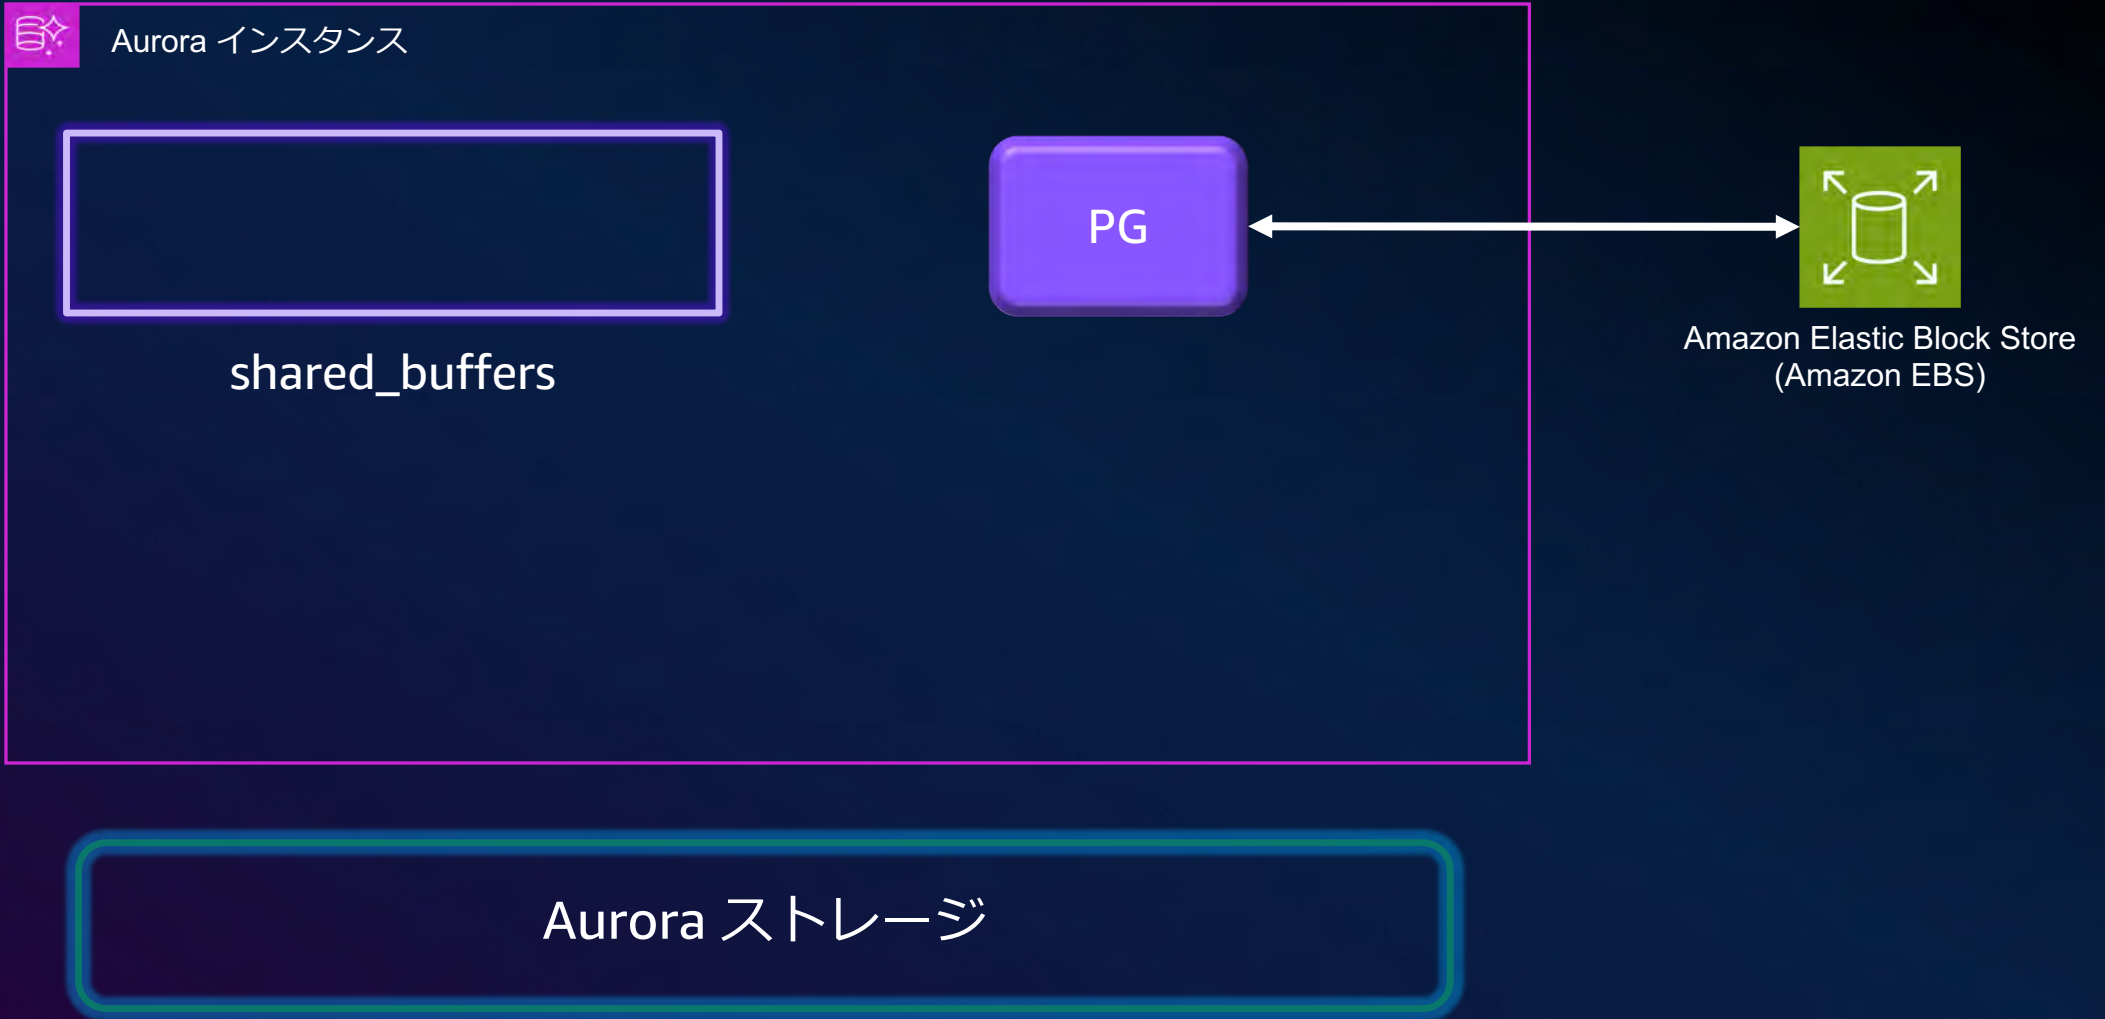 Aurora インスタンス
PG
shared_buffers
Amazon Elastic Block Store
(Amazon EBS)
Aurora ストレージ